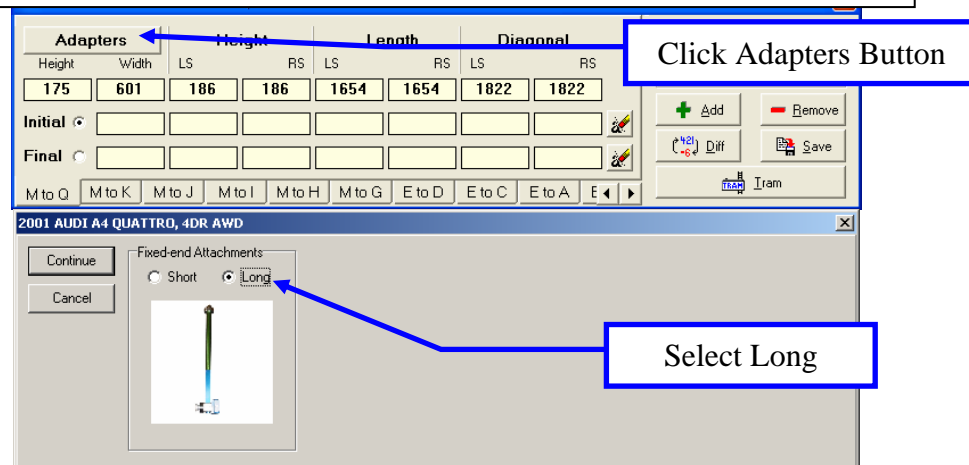 Adapters Height Length Diagonal
Click Adapters Button
Height Width LS RS LS RS LS RS
175 601 186 186 1654 1654 1822 1822
Add Remove
Initial
Diff Save
Final
Tram
M to Q M to K M to J M to I M to H M to G E to D E to C E to A E
2001 AUDI A4 QUATTRO, 4DR AWD
Continue
Fixed-end Attachments
Short Long
Cancel
Select Long